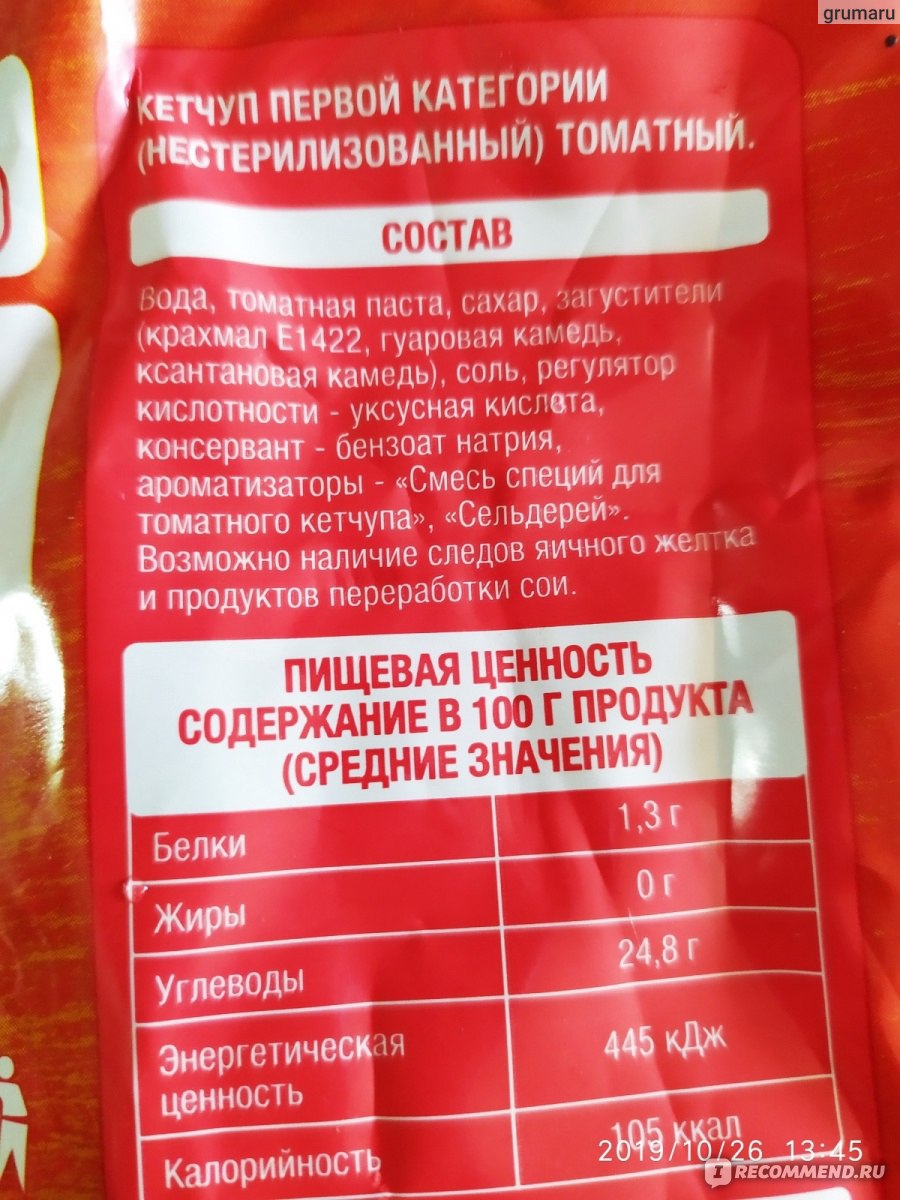 grumaru
КЕТЧУП ПЕРВОЙ КАТЕГОРИИ
(НЕСТЕРИЛИЗОВАННЫЙ) ТОМАТНЫЙ.
СОСТАВ
Вода, томатная паста, сахар, загустители
(крахмал Е1422, гуаровая камедь,
ксантановая камедь), соль, регулятор
кислотности - уксусная кислота,
консервант - бензоат натрия,
ароматизаторы - «Смесь специй для
томатного кетчупа», «Сельдерей».
Возможно наличие следов яичного желтка
и продуктов переработки сои.
ПИЩЕВАЯ ЦЕННОСТЬ
СОДЕРЖАНИЕ В 100 Г ПРОДУКТА
(СРЕДНИЕ ЗНАЧЕНИЯ)
Белки 1,3 г
Жиры 0 г
Углеводы 24,8 г
Энергетическая
ценность 445 кДж
Калорийность 105 ккал
2019/10/26 13:45
IRECOMMEND.RU